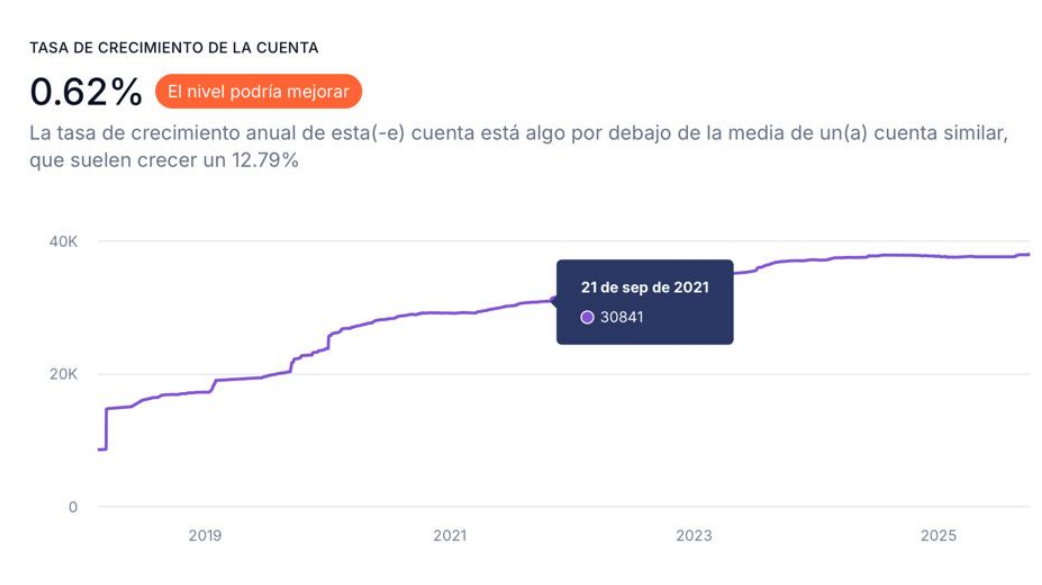 TASA DE CRECIMIENTO DE LA CUENTA
0.62% El nivel podría mejorar
La tasa de crecimiento anual de esta(-e) cuenta está algo por debajo de la media de un(a) cuenta similar,
que suelen crecer un 12.79%
40K
21 de sep de 2021
30841
20K
0
2019 2021 2023 2025